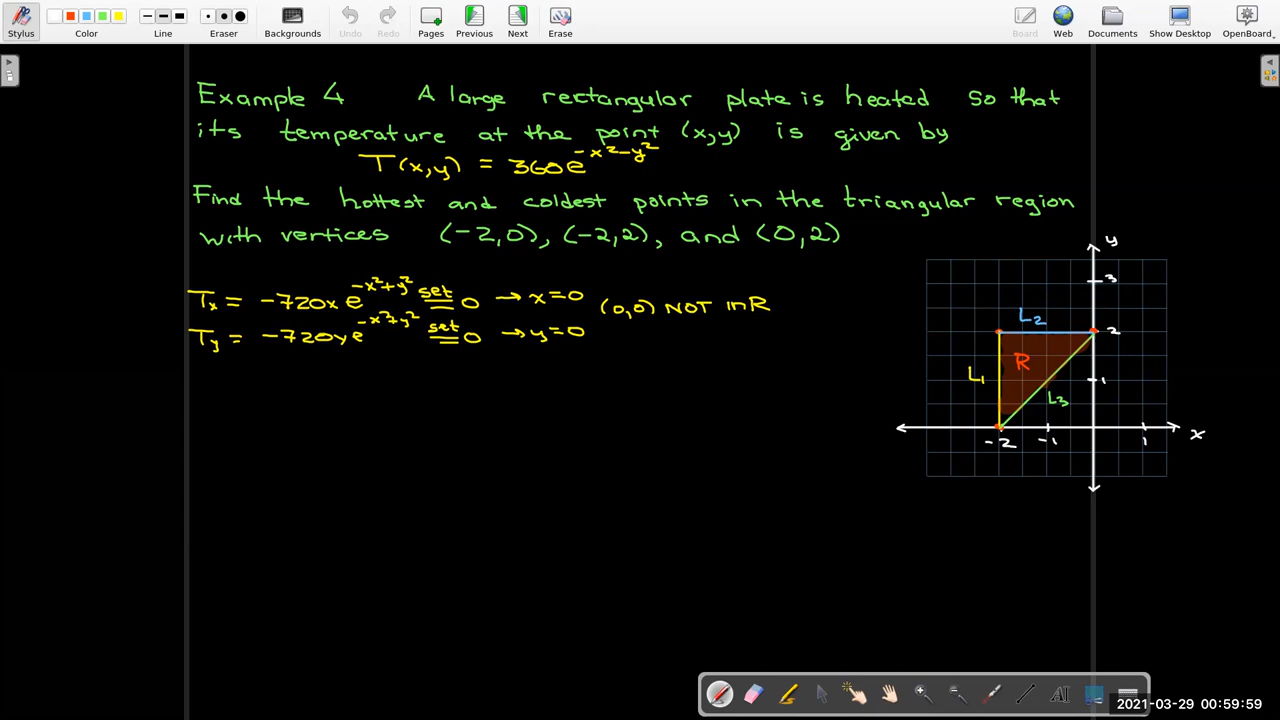 Stylus Color Line Eraser Backgrounds Undo Redo Pages Previous Next Erase Board Web Documents Show Desktop OpenBoard
Example 4 A large rectangular plate is heated so that
its temperature at the point (x,y) is given by
T(x,y) = 360e^{-x²-y²}
Find the hottest and coldest points in the triangular region
with vertices (-2,0), (-2,2), and (0,2)
Tx = -720x e^{-x²+y²} set = 0 → x=0 (0,0) NOT in R
Ty = -720y e^{-x²+y²} set = 0 → y=0
y
3
L2
2
R
L1
1
L3
x
-2 -1 1
2021-03-29 00:59:59